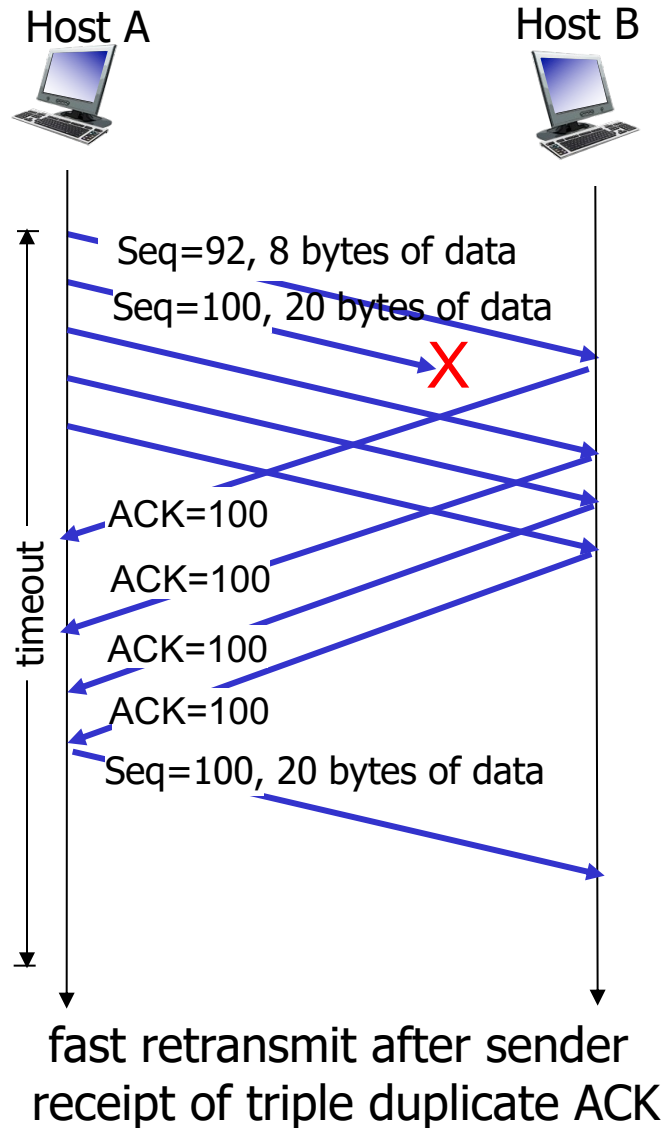 Host A
Host B
Seq=92, 8 bytes of data
Seq=100, 20 bytes of data
X
ACK=100
timeout
ACK=100
ACK=100
ACK=100
Seq=100, 20 bytes of data
fast retransmit after sender
receipt of triple duplicate ACK